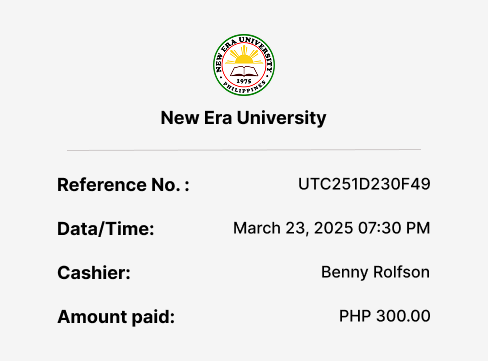 NEW ERA UNIVERSITY
1975
PHILIPPINES
New Era University
Reference No. : UTC251D230F49
Data/Time: March 23, 2025 07:30 PM
Cashier: Benny Rolfson
Amount paid: PHP 300.00